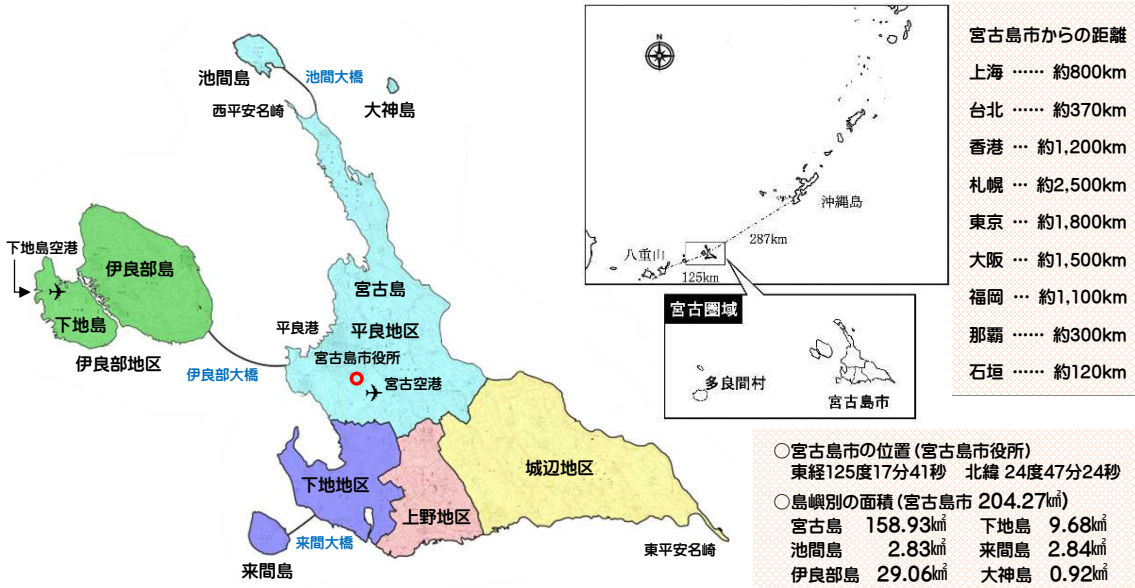 池間島
池間大橋
大神島
西平安名崎
下地島空港
伊良部島
下地島
伊良部地区
伊良部大橋
宮古島
平良港
平良地区
宮古島市役所
宮古空港
下地地区
上野地区
城辺地区
来間大橋
来間島
東平安名崎
N
沖縄島
287km
八重山
125km
宮古圏域
多良間村
宮古島市
宮古島市からの距離
上海 …… 約800km
台北 …… 約370km
香港 … 約1,200km
札幌 … 約2,500km
東京 … 約1,800km
大阪 … 約1,500km
福岡 … 約1,100km
那覇 …… 約300km
石垣 …… 約120km
○宮古島市の位置(宮古島市役所)
東経125度17分41秒 北緯 24度47分24秒
○島嶼別の面積(宮古島市 204.27㎢)
宮古島 158.93㎢ 下地島 9.68㎢
池間島 2.83㎢ 来間島 2.84㎢
伊良部島 29.06㎢ 大神島 0.92㎢